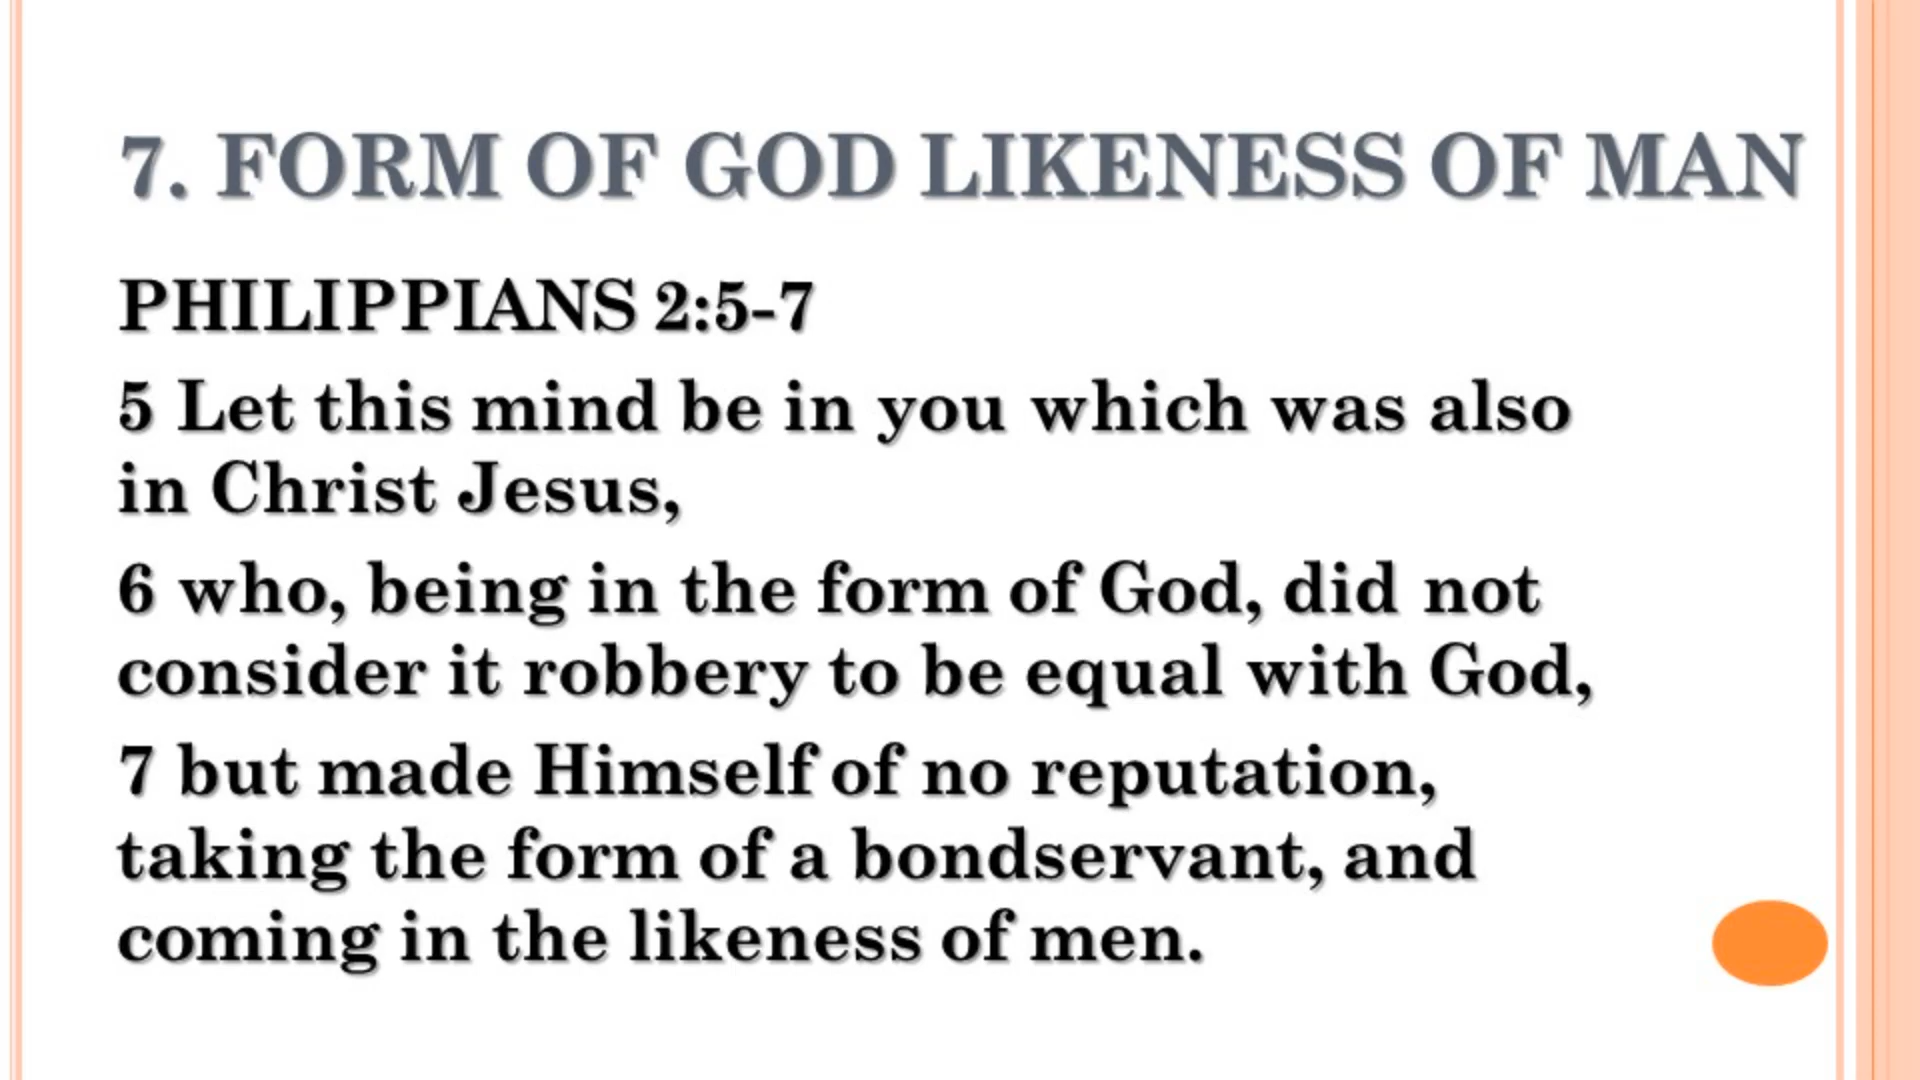 7. FORM OF GOD LIKENESS OF MAN
PHILIPPIANS 2:5-7
5 Let this mind be in you which was also
in Christ Jesus,
6 who, being in the form of God, did not
consider it robbery to be equal with God,
7 but made Himself of no reputation,
taking the form of a bondservant, and
coming in the likeness of men.